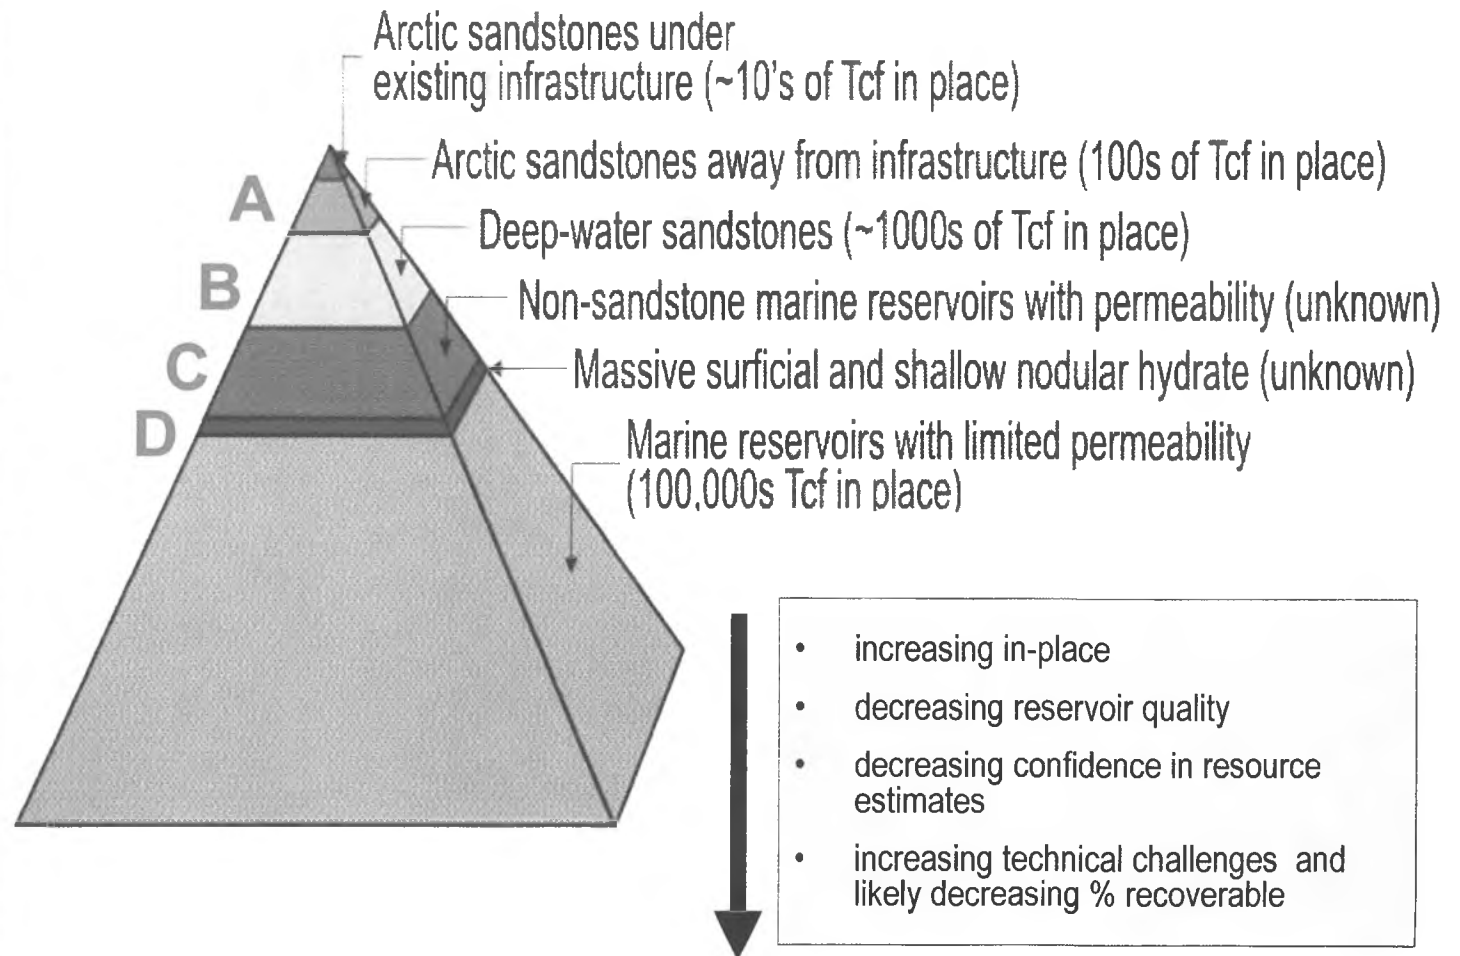 Arctic sandstones under
existing infrastructure (~10's of Tcf in place)
Arctic sandstones away from infrastructure (100s of Tcf in place)
A
Deep-water sandstones (~1000s of Tcf in place)
B
Non-sandstone marine reservoirs with permeability (unknown)
C
Massive surficial and shallow nodular hydrate (unknown)
D
Marine reservoirs with limited permeability
(100,000s Tcf in place)
• increasing in-place
• decreasing reservoir quality
• decreasing confidence in resource
estimates
• increasing technical challenges and
likely decreasing % recoverable